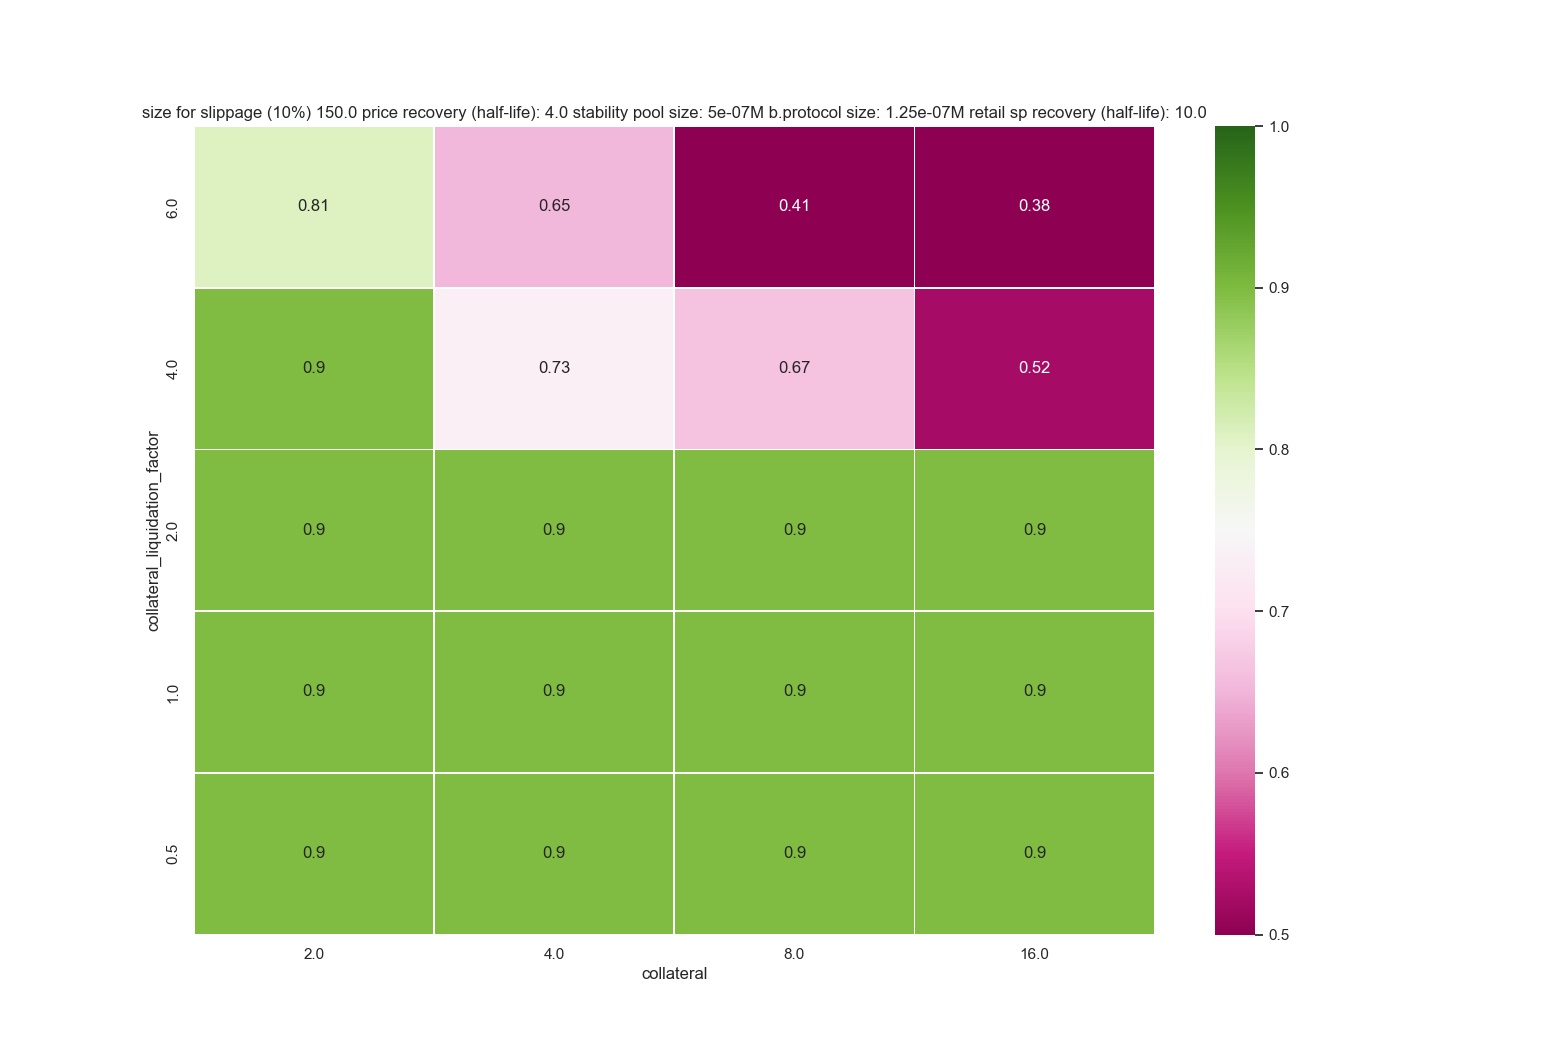 size for slippage (10%) 150.0 price recovery (half-life): 4.0 stability pool size: 5e-07M b.protocol size: 1.25e-07M retail sp recovery (half-life): 10.0
collateral_liquidation_factor
6.0
0.81 0.65 0.41 0.38
4.0
0.9 0.73 0.67 0.52
2.0
0.9 0.9 0.9 0.9
1.0
0.9 0.9 0.9 0.9
0.5
0.9 0.9 0.9 0.9
2.0 4.0 8.0 16.0
collateral
1.0
0.9
0.8
0.7
0.6
0.5